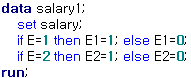 data salary1;
set salary;
if E=1 then E1=1; else E1=0;
if E=2 then E2=1; else E2=0;
run;